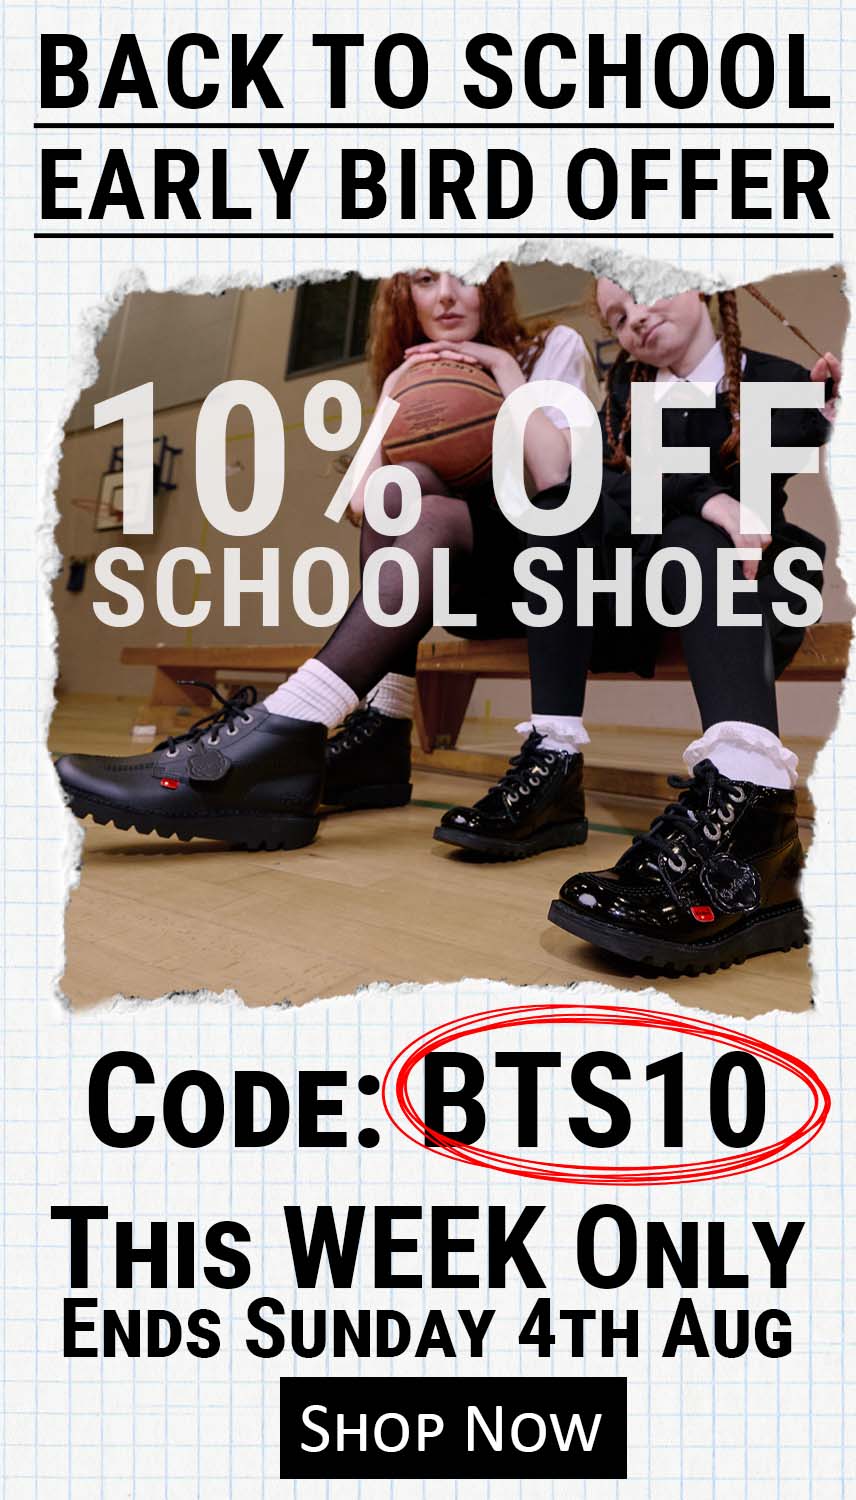 BACK TO SCHOOL
EARLY BIRD OFFER
10% OFF
SCHOOL SHOES
CODE: BTS10
THIS WEEK ONLY
ENDS SUNDAY 4TH AUG
SHOP NOW